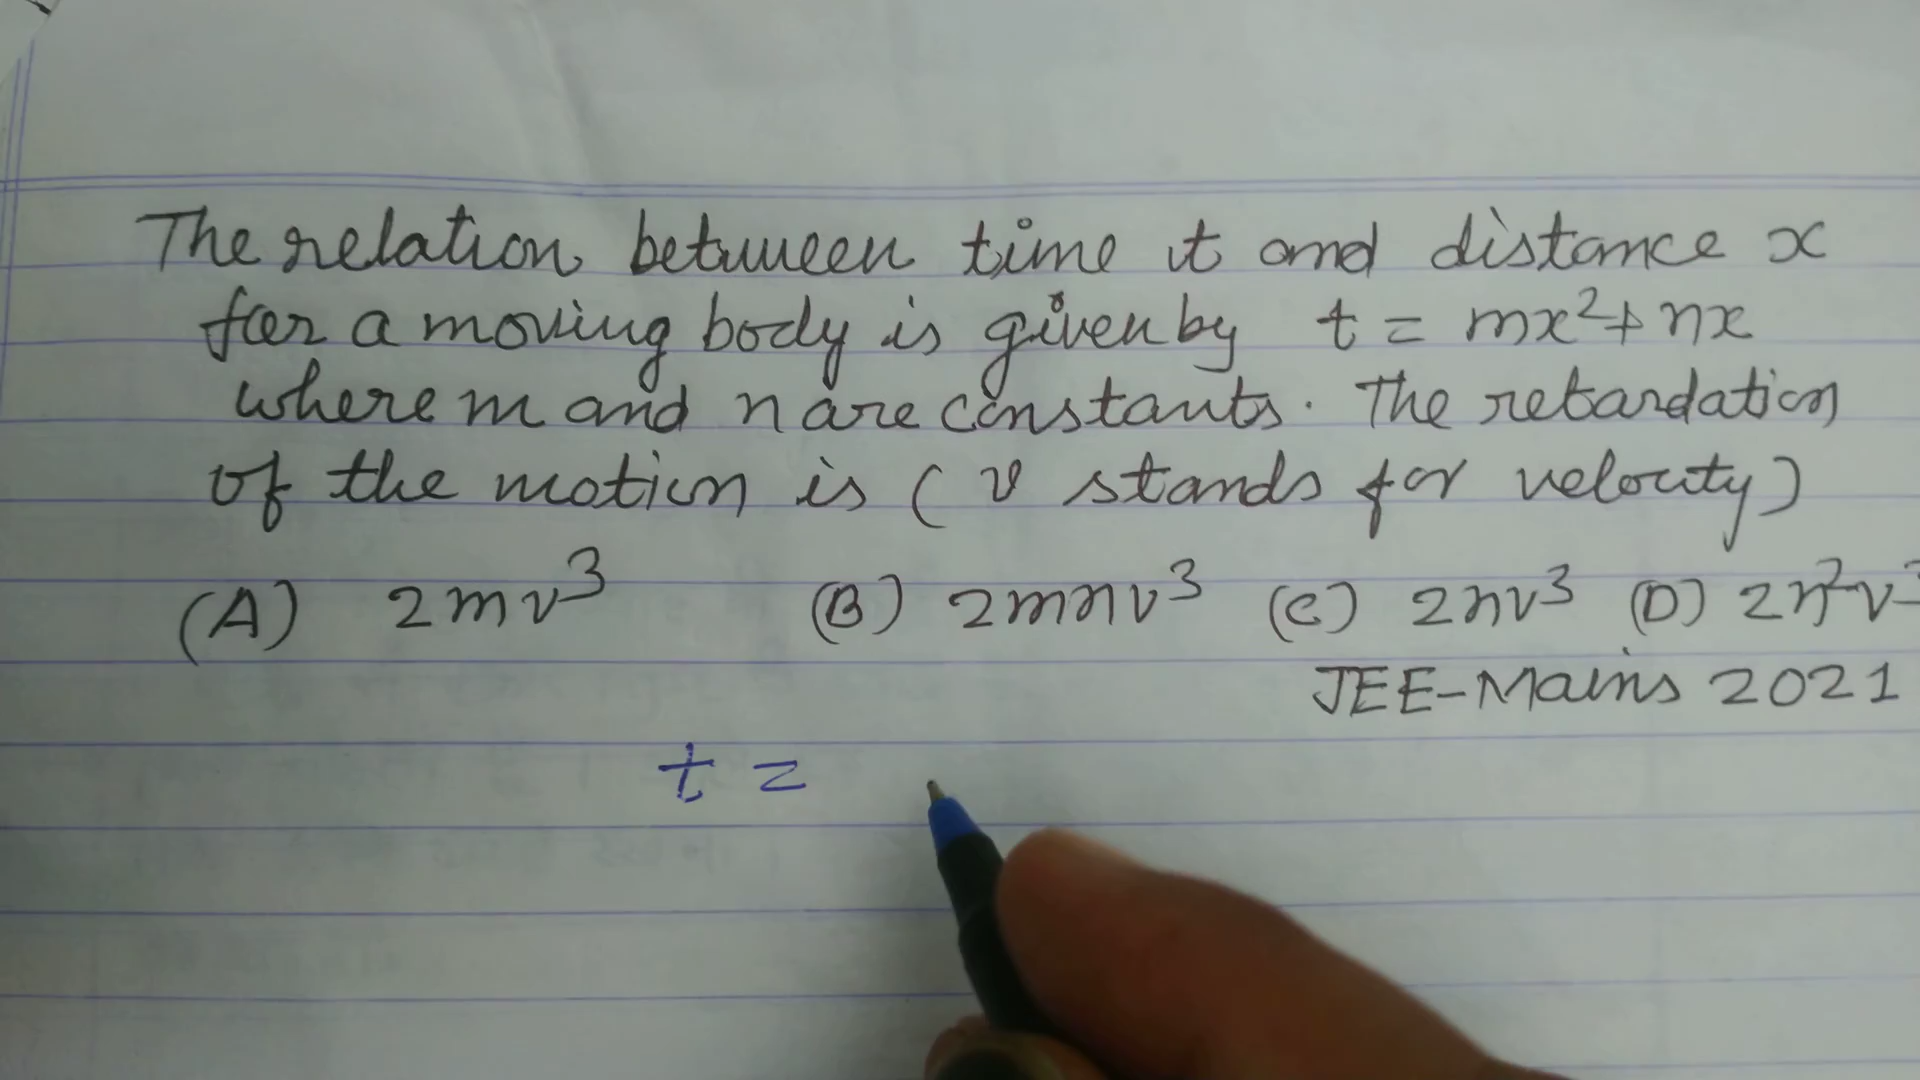 The relation between time t and distance x
for a moving body is given by t = mx²+nx
where m and n are constants. The retardation
of the motion is ( v stands for velocity)
(A) 2mv³ (B) 2mnv³ (C) 2nv³ (D) 2n²v³
JEE-Mains 2021
t =